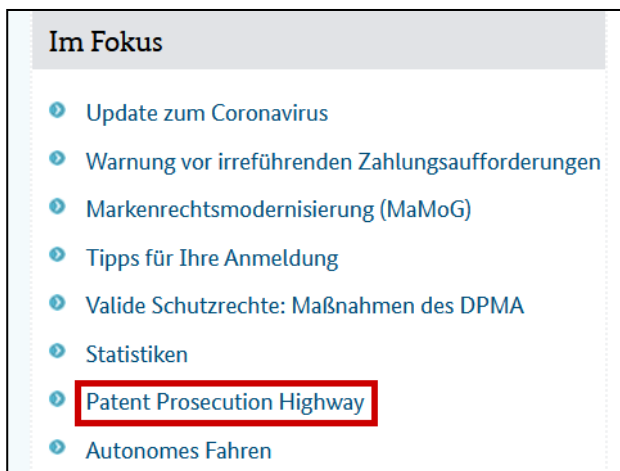 Im Fokus
Update zum Coronavirus
Warnung vor irreführenden Zahlungsaufforderungen
Markenrechtsmodernisierung (MaMoG)
Tipps für Ihre Anmeldung
Valide Schutzrechte: Maßnahmen des DPMA
Statistiken
Patent Prosecution Highway
Autonomes Fahren